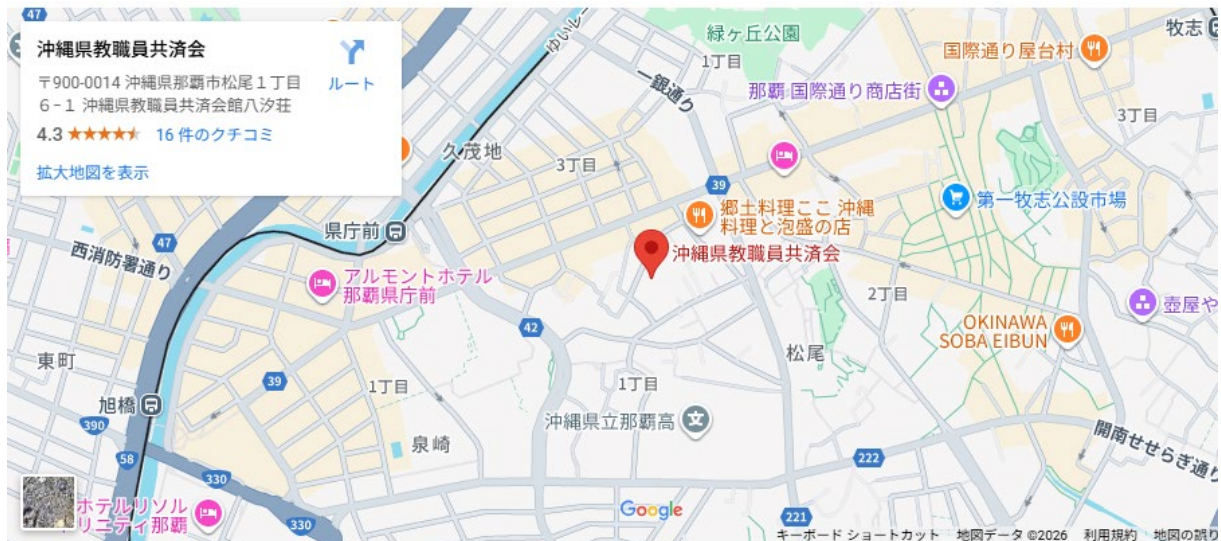 沖縄県教職員共済会
ルート
〒900-0014 沖縄県那覇市松尾１丁目
６−１ 沖縄県教職員共済会館八汐荘
4.3
16 件のクチコミ
拡大地図を表示
47
ゆいレー
緑ヶ丘公園
1丁目
一銀通り
国際通り屋台村
牧志
那覇 国際通り商店街
3丁目
久茂地
3丁目
39
第一牧志公設市場
郷土料理ここ 沖縄
料理と泡盛の店
県庁前
47
西消防署通り
沖縄県教職員共済会
アルモントホテル
那覇県庁前
2丁目
壺屋や
42
OKINAWA
SOBA EIBUN
松尾
東町
39
1丁目
1丁目
旭橋
390
沖縄県立那覇高
泉崎
開南せせらぎ通り
58
222
330
ホテルリソル
リニティ那覇
330
Google
221
キーボード ショートカット
地図データ ©2026
利用規約
地図の誤り